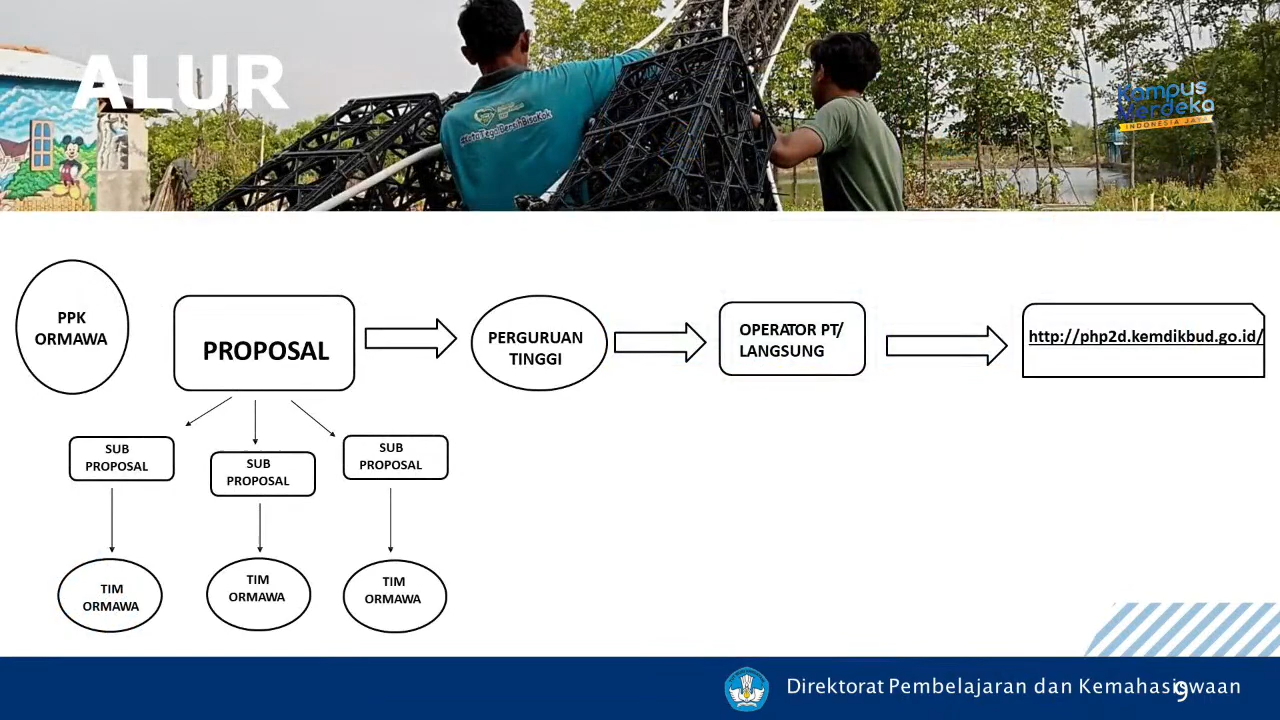 ALUR
Kampus
Merdeka
INDONESIA JAYA
#KotaTegalBersihBisaKok
PPK
ORMAWA
PROPOSAL
PERGURUAN
TINGGI
OPERATOR PT/
LANGSUNG
http://php2d.kemdikbud.go.id/
SUB
PROPOSAL
SUB
PROPOSAL
SUB
PROPOSAL
TIM
ORMAWA
TIM
ORMAWA
TIM
ORMAWA
Direktorat Pembelajaran dan Kemahasiswaan
9